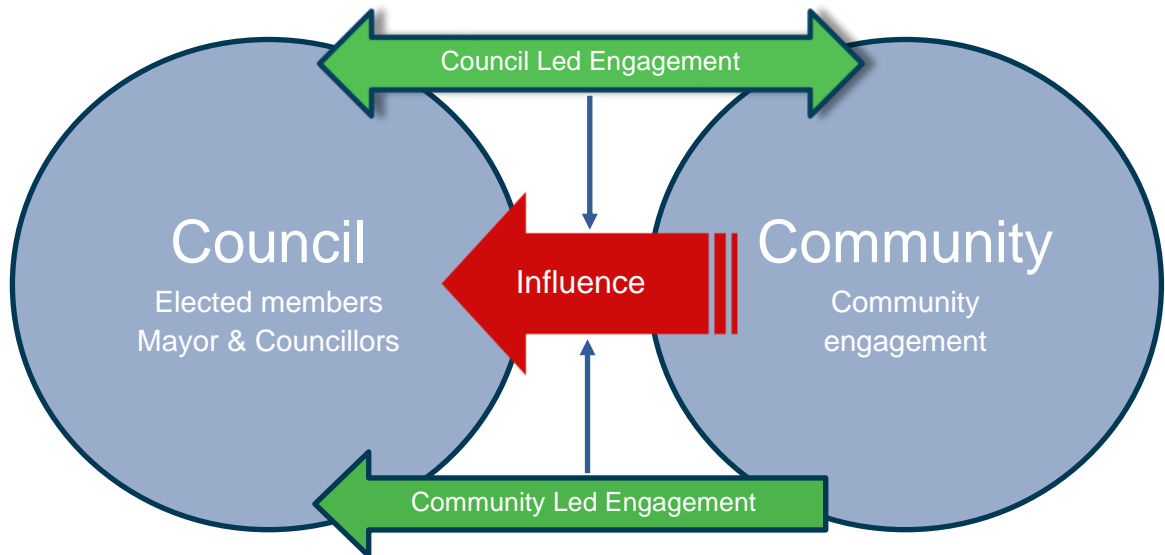 Council Led Engagement
Council
Elected members
Mayor & Councillors
Influence
Community
Community
engagement
Community Led Engagement